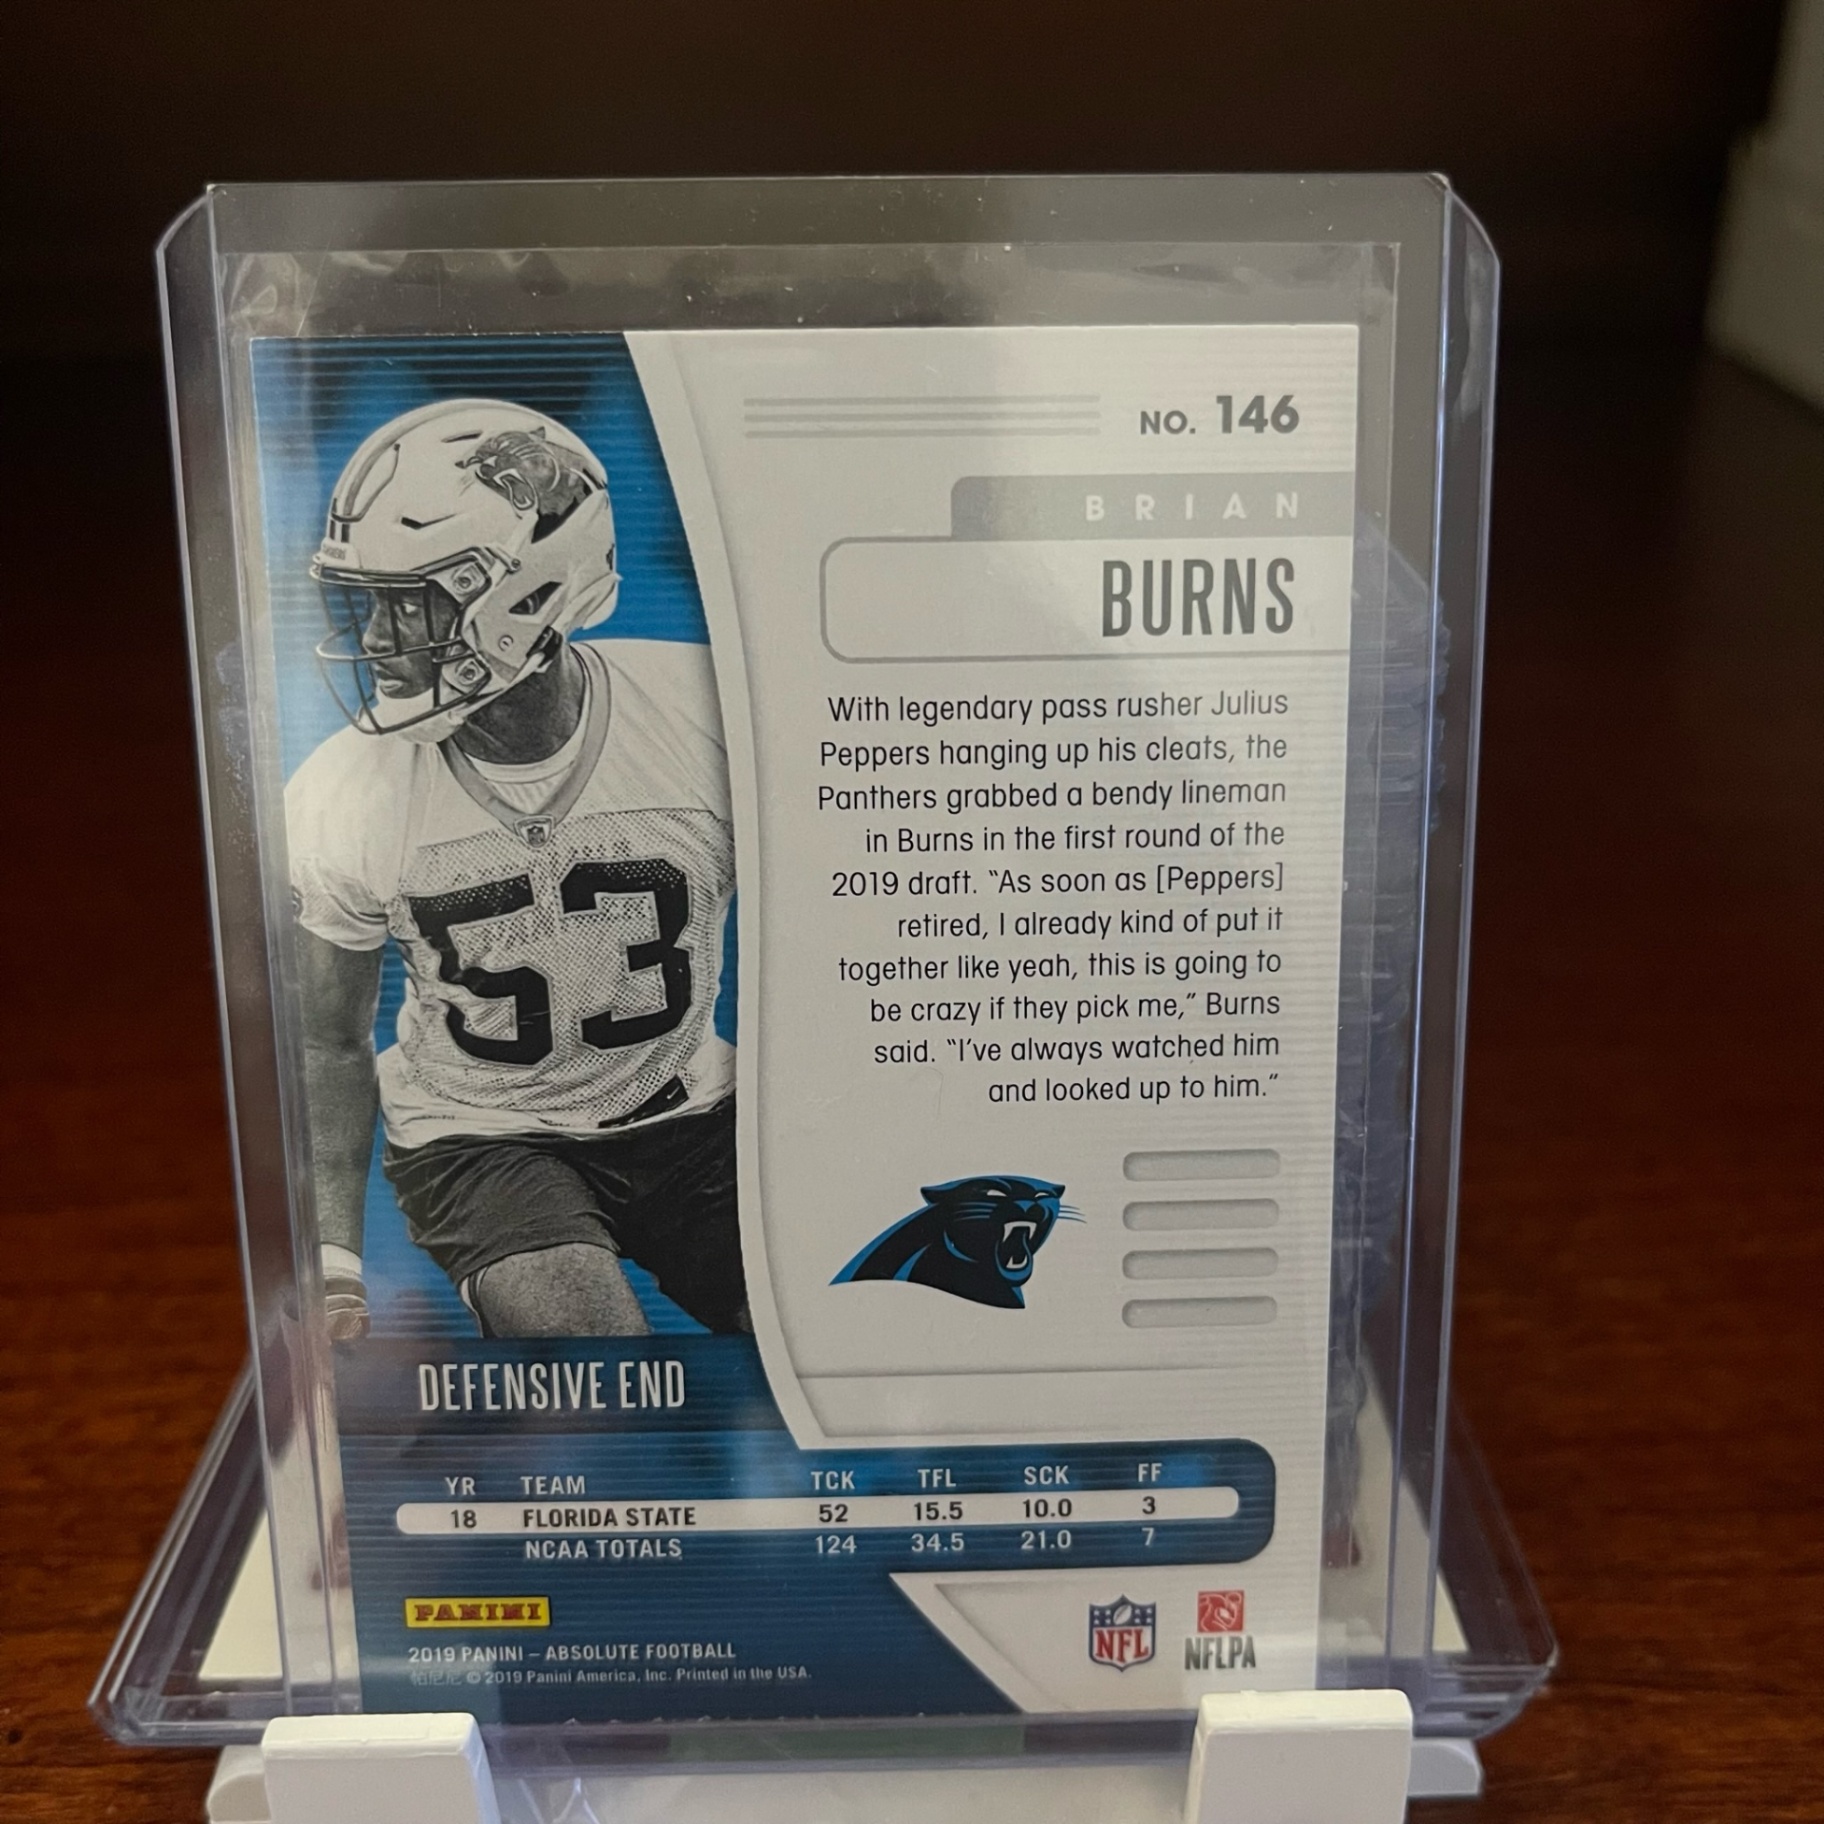 NO. 146
BRIAN
BURNS
With legendary pass rusher Julius
Peppers hanging up his cleats, the
Panthers grabbed a bendy lineman
in Burns in the first round of the
2019 draft. “As soon as [Peppers]
retired, I already kind of put it
together like yeah, this is going to
be crazy if they pick me,” Burns
said. “I’ve always watched him
and looked up to him.”
53
DEFENSIVE END
YR TEAM TCK TFL SCK FF
18 FLORIDA STATE 52 15.5 10.0 3
NCAA TOTALS 124 34.5 21.0 7
PANINI
2019 PANINI – ABSOLUTE FOOTBALL
帕尼尼 © 2019 Panini America, Inc. Printed in the USA.
NFL
NFLPA